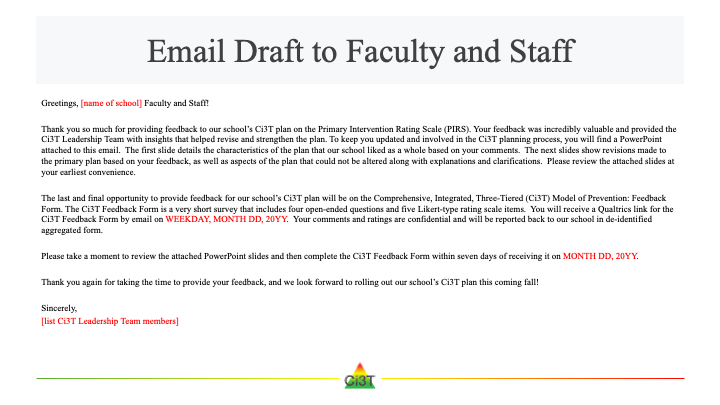 Email Draft to Faculty and Staff
Greetings, [name of school] Faculty and Staff!
Thank you so much for providing feedback to our school's Ci3T plan on the Primary Intervention Rating Scale (PIRS). Your feedback was incredibly valuable and provided the
Ci3T Leadership Team with insights that helped revise and strengthen the plan. To keep you updated and involved in the Ci3T planning process, you will find a PowerPoint
attached to this email. The first slide details the characteristics of the plan that our school liked as a whole based on your comments. The next slides show revisions made to
the primary plan based on your feedback, as well as aspects of the plan that could not be altered along with explanations and clarifications. Please review the attached slides at
your earliest convenience.
The last and final opportunity to provide feedback for our school's Ci3T plan will be on the Comprehensive, Integrated, Three-Tiered (Ci3T) Model of Prevention: Feedback
Form. The Ci3T Feedback Form is a very short survey that includes four open-ended questions and five Likert-type rating scale items. You will receive a Qualtrics link for the
Ci3T Feedback Form by email on WEEKDAY, MONTH DD, 20YY. Your comments and ratings are confidential and will be reported back to our school in de-identified
aggregated form.
Please take a moment to review the attached PowerPoint slides and then complete the Ci3T Feedback Form within seven days of receiving it on MONTH DD, 20YY.
Thank you again for taking the time to provide your feedback, and we look forward to rolling out our school's Ci3T plan this coming fall!
Sincerely,
[list Ci3T Leadership Team members]
Ci3T